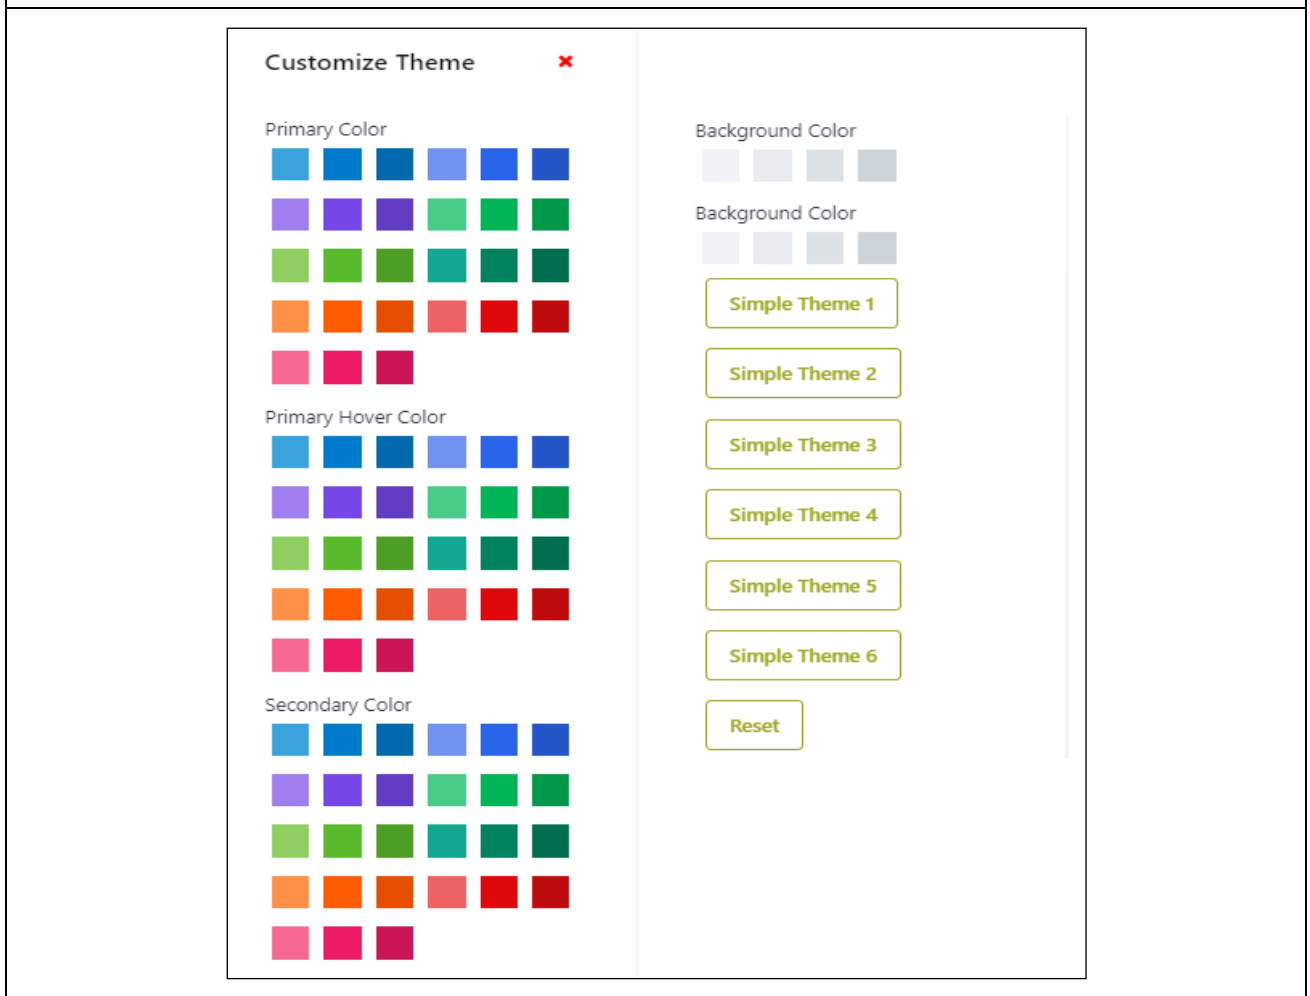 Customize Theme
Primary Color
Primary Hover Color
Secondary Color
Background Color
Background Color
Simple Theme 1
Simple Theme 2
Simple Theme 3
Simple Theme 4
Simple Theme 5
Simple Theme 6
Reset